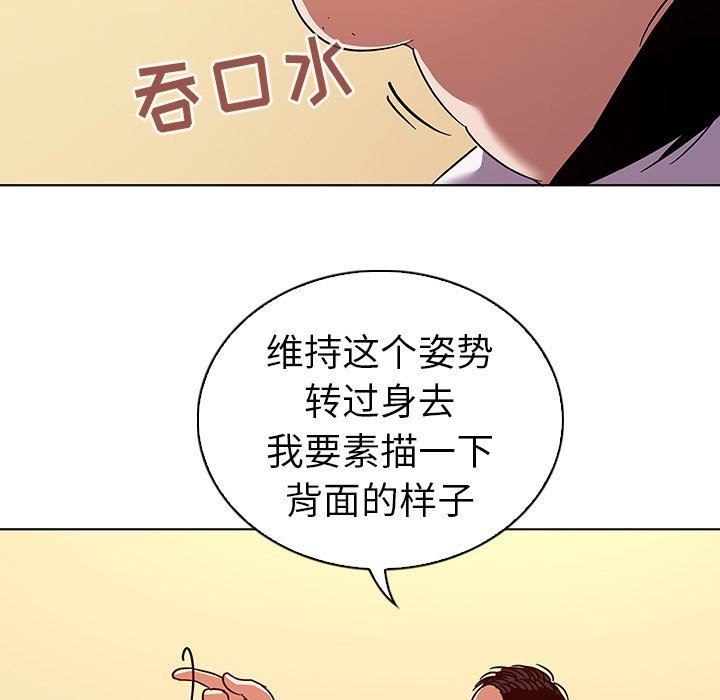 吞口水
维持这个姿势
转过身去
我要素描一下
背面的样子